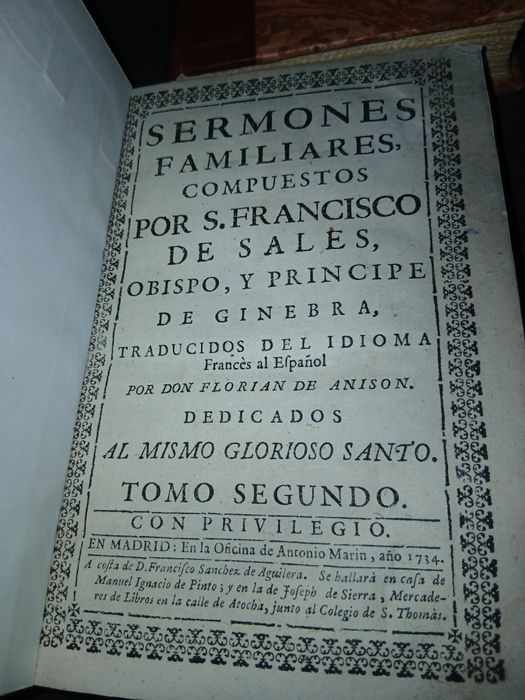 SERMONES
FAMILIARES,
COMPUESTOS
POR S. FRANCISCO
DE SALES,
OBISPO, Y PRINCIPE
DE GINEBRA,
TRADUCIDOS DEL IDIOMA
Francès al Eſpañol
POR DON FLORIAN DE ANISON.
DEDICADOS
AL MISMO GLORIOSO SANTO.
TOMO SEGUNDO.
CON PRIVILEGIO.
EN MADRID: En la Oficina de Antonio Marin, año 1734.
A coſta de D. Franciſco Sanchez de Aguilera. Se hallarà en caſa de
Manuel Ignacio de Pinto; y en la de Joſeph de Sierra, Mercade-
res de Libros en la calle de Atocha, junto al Colegio de S. Thomàs.